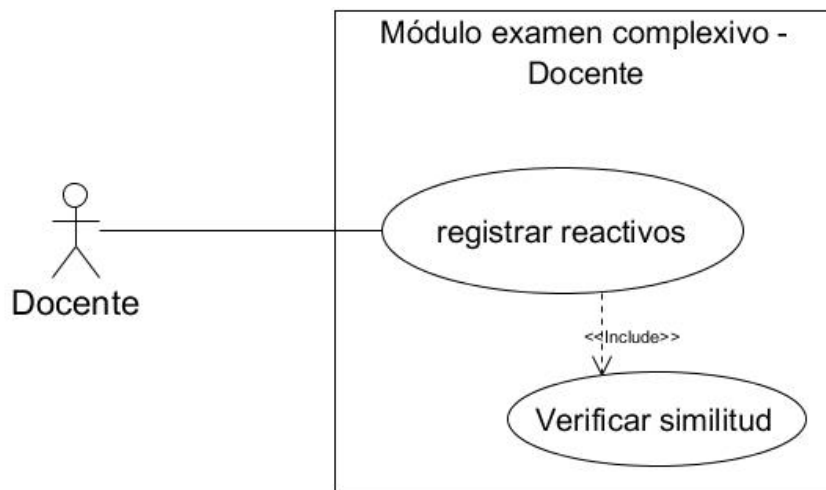 Módulo examen complexivo -
Docente
registrar reactivos
Docente
<<Include>>
Verificar similitud